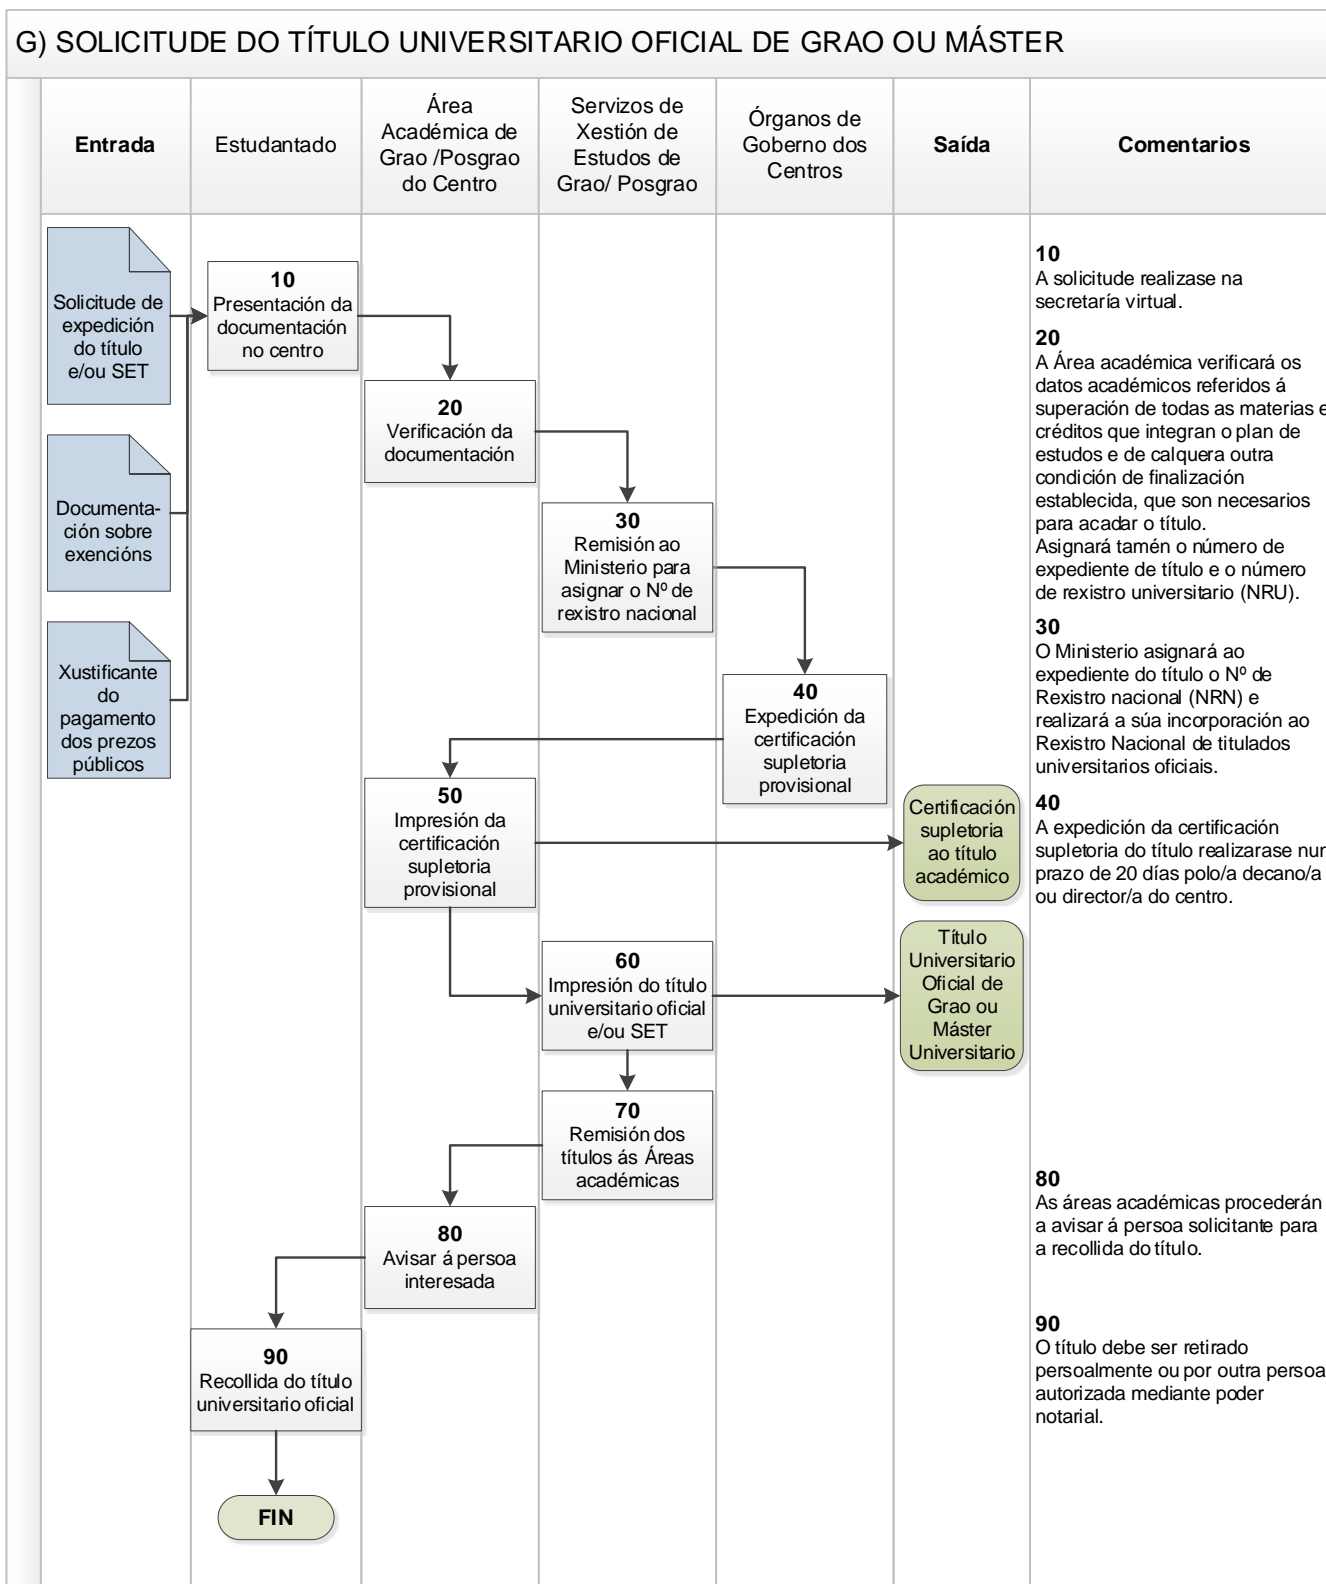 G) SOLICITUDE DO TÍTULO UNIVERSITARIO OFICIAL DE GRAO OU MÁSTER
Entrada
Estudantado
Área
Académica de
Grao /Posgrao
do Centro
Servizos de
Xestión de
Estudos de
Grao/ Posgrao
Órganos de
Goberno dos
Centros
Saída
Comentarios
Solicitude de
expedición
do título
e/ou SET
Documenta-
ción sobre
exencións
Xustificante
do
pagamento
dos prezos
públicos
10
Presentación da
documentación
no centro
20
Verificación da
documentación
30
Remisión ao
Ministerio para
asignar o Nº de
rexistro nacional
40
Expedición da
certificación
supletoria
provisional
50
Impresión da
certificación
supletoria
provisional
Certificación
supletoria
ao título
académico
60
Impresión do título
universitario oficial
e/ou SET
Título
Universitario
Oficial de
Grao ou
Máster
Universitario
70
Remisión dos
títulos ás Áreas
académicas
80
Avisar á persoa
interesada
90
Recollida do título
universitario oficial
FIN
10
A solicitude realizase na
secretaría virtual.
20
A Área académica verificará os
datos académicos referidos á
superación de todas as materias e
créditos que integran o plan de
estudos e de calquera outra
condición de finalización
establecida, que son necesarios
para acadar o título.
Asignará tamén o número de
expediente de título e o número
de rexistro universitario (NRU).
30
O Ministerio asignará ao
expediente do título o Nº de
Rexistro nacional (NRN) e
realizará a súa incorporación ao
Rexistro Nacional de titulados
universitarios oficiais.
40
A expedición da certificación
supletoria do título realizarase
prazo de 20 días polo/a decano/a
ou director/a do centro.
80
As áreas académicas procederán
a avisar á persoa solicitante para
a recollida do título.
90
O título debe ser retirado
persoalmente ou por outra persoa
autorizada mediante poder
notarial.